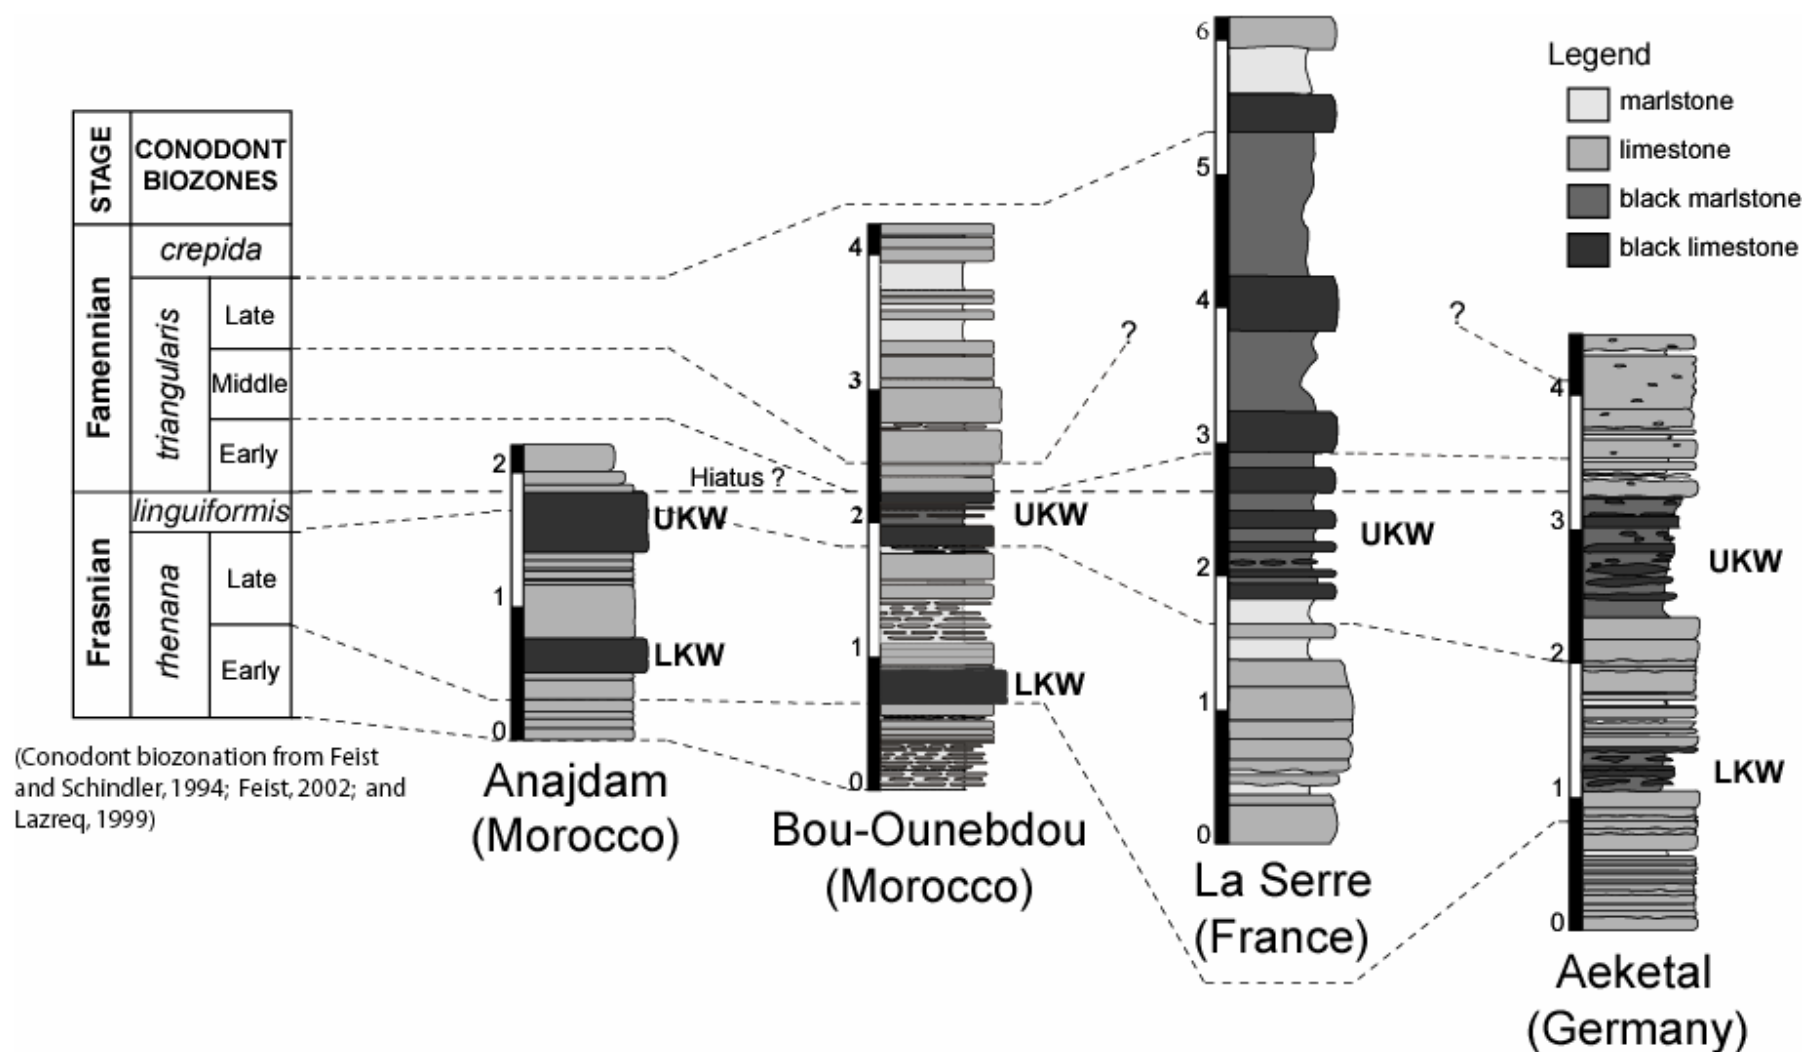 STAGE
CONODONT
BIOZONES
Famennian
crepida
triangularis
Late
Middle
Early
Frasnian
linguiformis
rhenana
Late
Early
(Conodont biozonation from Feist
and Schindler, 1994; Feist, 2002; and
Lazreq, 1999)
2
1
0
UKW
LKW
Anajdam
(Morocco)
Hiatus ?
4
3
2
1
0
UKW
LKW
Bou-Ounebdou
(Morocco)
?
6
5
4
3
2
1
0
UKW
La Serre
(France)
?
4
3
2
1
0
UKW
LKW
Aeketal
(Germany)
Legend
marlstone
limestone
black marlstone
black limestone